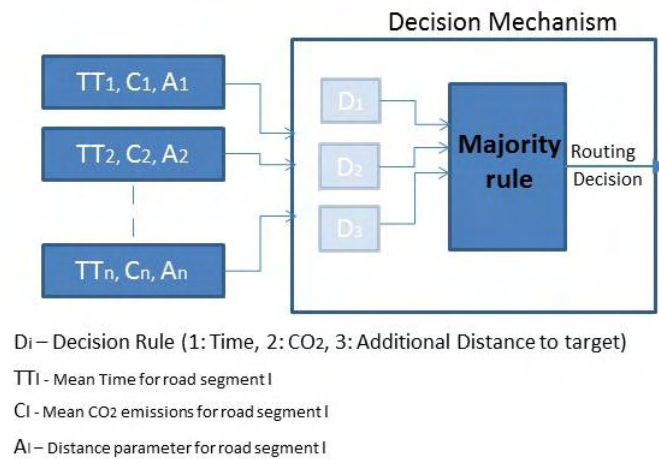 Decision Mechanism
TT1, C1, A1
TT2, C2, A2
TTn, Cn, An
D1
D2
D3
Majority
rule
Routing
Decision
Di – Decision Rule (1: Time, 2: CO2, 3: Additional Distance to target)
TTI - Mean Time for road segment I
CI - Mean CO2 emissions for road segment I
AI – Distance parameter for road segment I